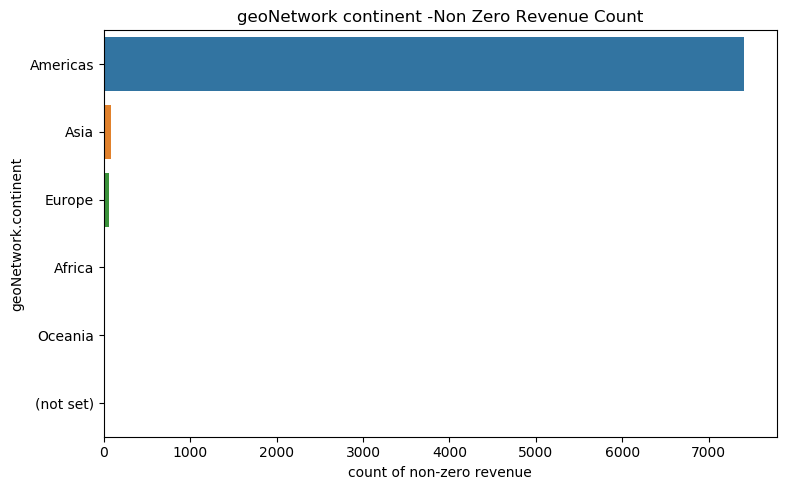 geoNetwork continent -Non Zero Revenue Count
geoNetwork.continent
Americas
Asia
Europe
Africa
Oceania
(not set)
0 1000 2000 3000 4000 5000 6000 7000
count of non-zero revenue